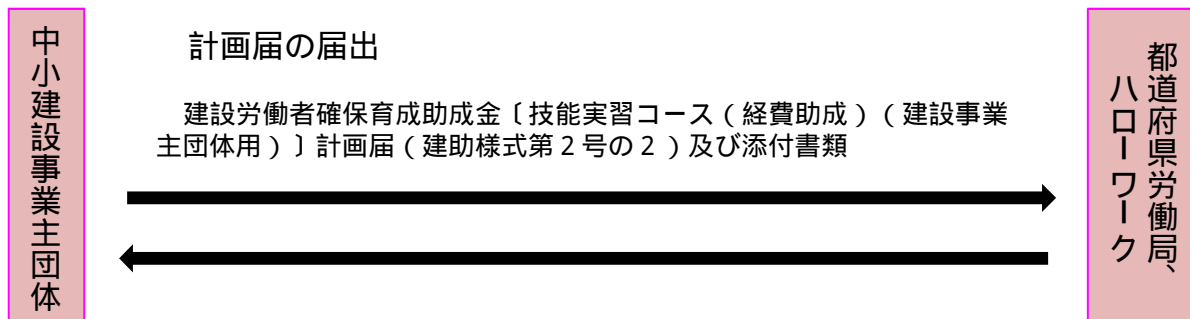 中小建設事業主団体
計画届の届出
建設労働者確保育成助成金〔技能実習コース（経費助成）（建設事業
主団体用）〕計画届（建助様式第２号の２）及び添付書類
都道府県労働局、
ハローワーク